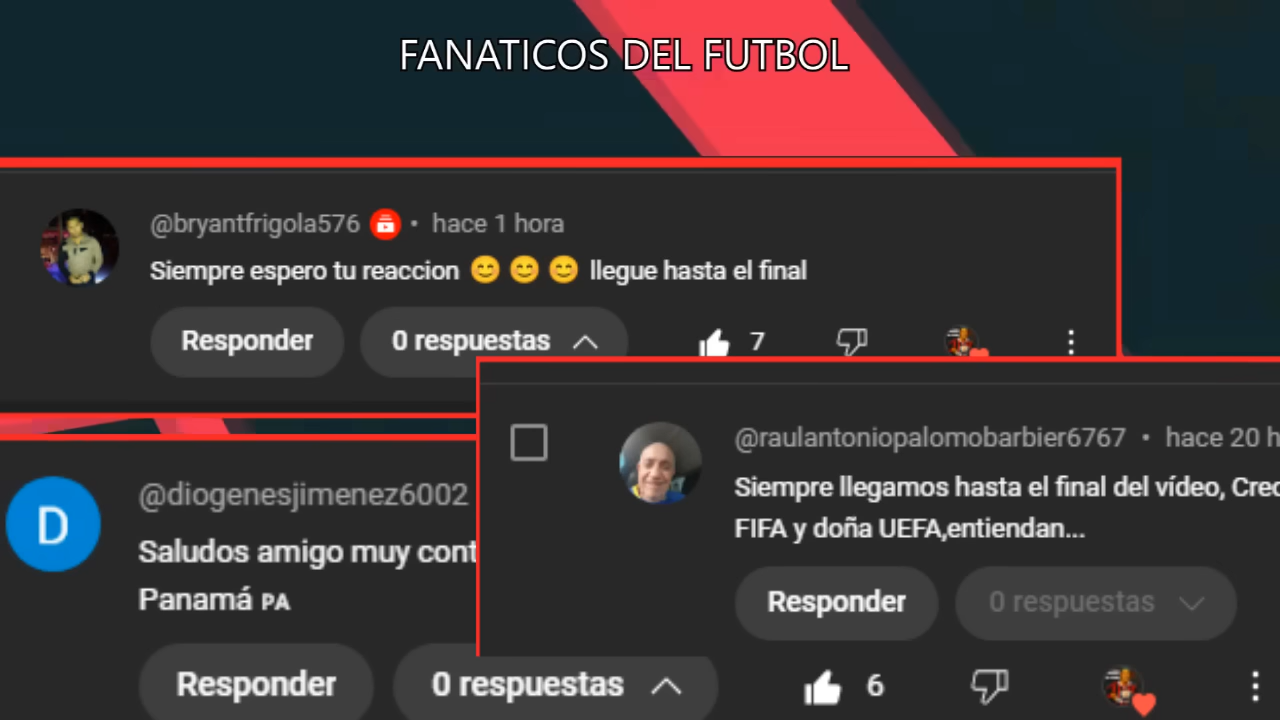 FANATICOS DEL FUTBOL
@bryantfrigola576 • hace 1 hora
Siempre espero tu reaccion 😊 😊 😊 llegue hasta el final
Responder 0 respuestas 7
@raulantoniopalomobarbier6767 • hace 20 h
Siempre llegamos hasta el final del vídeo,
FIFA y doña UEFA,entiendan...
Responder 0 respuestas
6
D
@diogenesjimenez6002
Saludos amigo muy
Panamá PA
Responder 0 respuestas